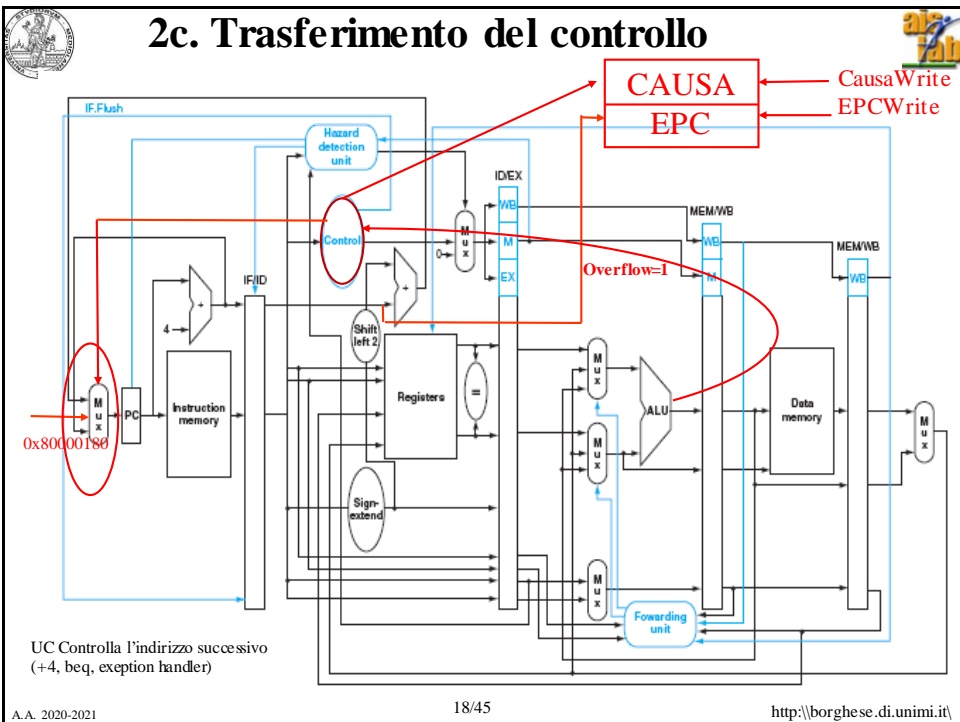 2c. Trasferimento del controllo
CAUSA
EPC
CausaWrite
EPCWrite
IF.Flush
Hazard
detection
unit
ID/EX
WB
M
EX
MEM/WB
WB
M
MEM/WB
WB
Control
M
u
x
0
Overflow=1
IF/ID
+
4
+
Shift
left 2
M
u
x
PC
Instruction
memory
Registers
=
M
u
x
M
u
x
ALU
Data
memory
M
u
x
0x80000180
Sign-
extend
M
u
x
Fowarding
unit
UC Controlla l'indirizzo successivo
(+4, beq, exeption handler)
A.A. 2020-2021
18/45
http:\\borghese.di.unimi.it\